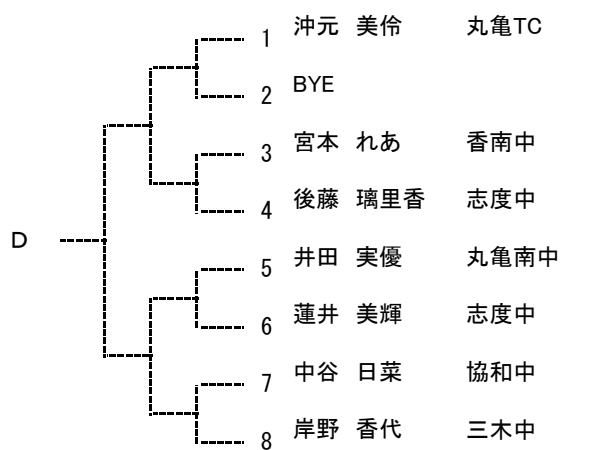 1 沖元 美伶 丸亀TC
2 BYE
3 宮本 れあ 香南中
4 後藤 璃里香 志度中
D
5 井田 実優 丸亀南中
6 蓮井 美輝 志度中
7 中谷 日菜 協和中
8 岸野 香代 三木中